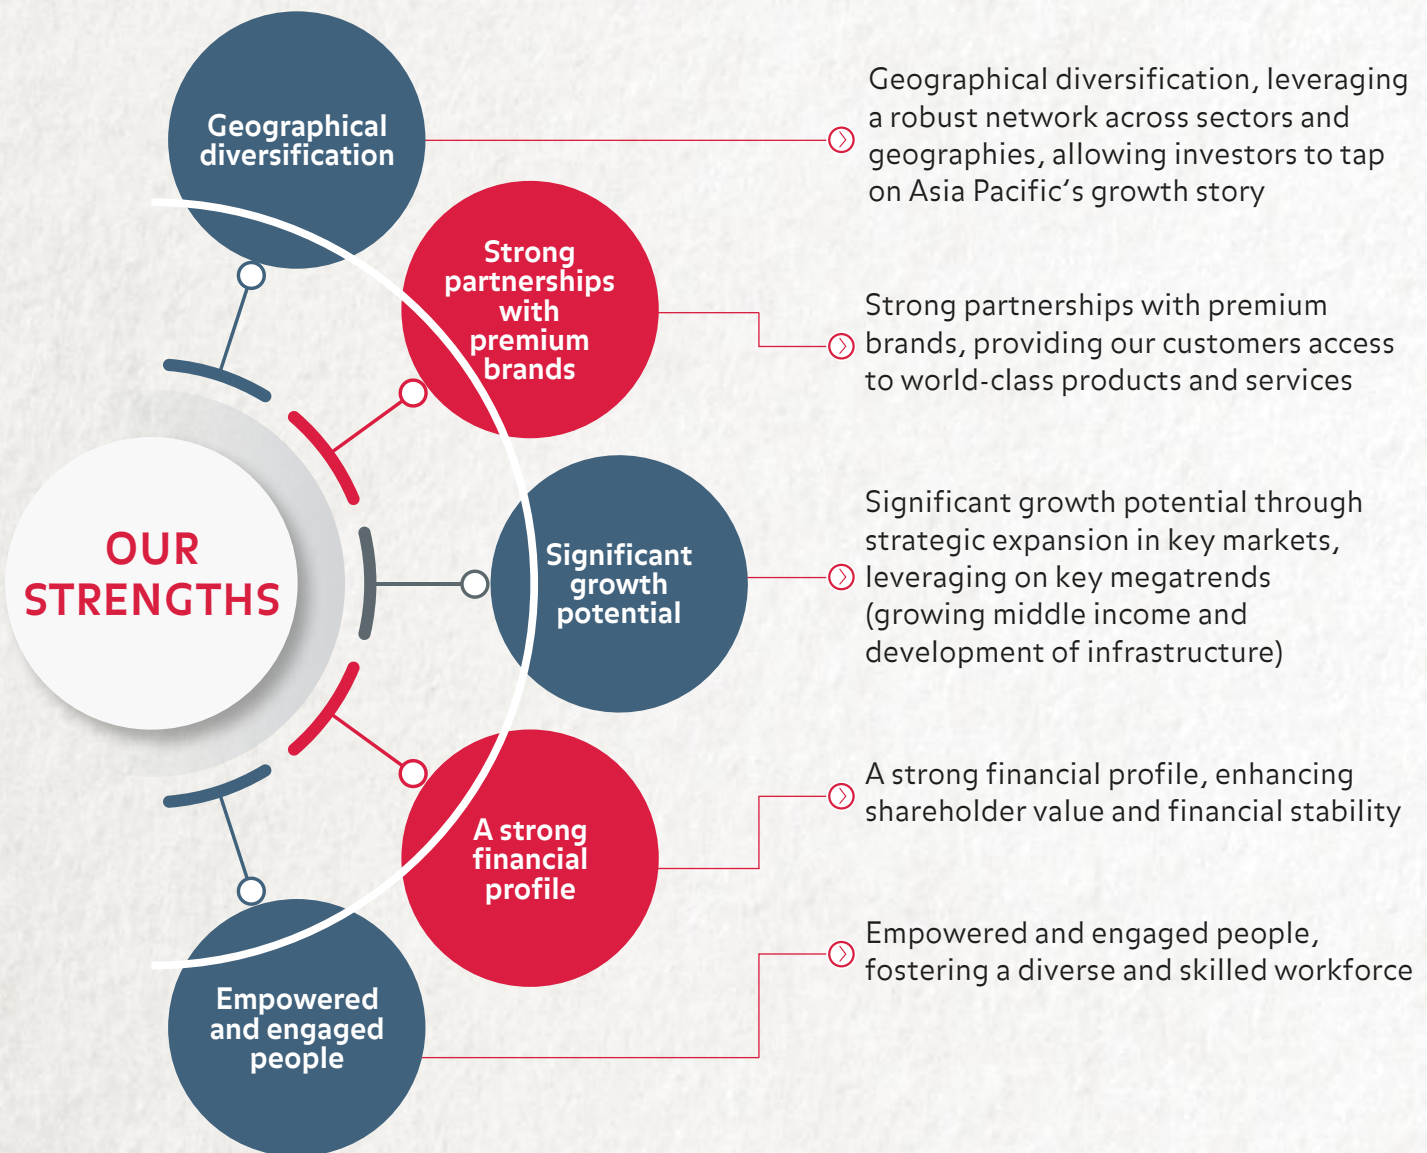 OUR
STRENGTHS
Geographical
diversification
Geographical diversification, leveraging
a robust network across sectors and
geographies, allowing investors to tap
on Asia Pacific’s growth story
Strong
partnerships
with
premium
brands
Strong partnerships with premium
brands, providing our customers access
to world-class products and services
Significant
growth
potential
Significant growth potential through
strategic expansion in key markets,
leveraging on key megatrends
(growing middle income and
development of infrastructure)
A strong
financial
profile
A strong financial profile, enhancing
shareholder value and financial stability
Empowered
and engaged
people
Empowered and engaged people,
fostering a diverse and skilled workforce